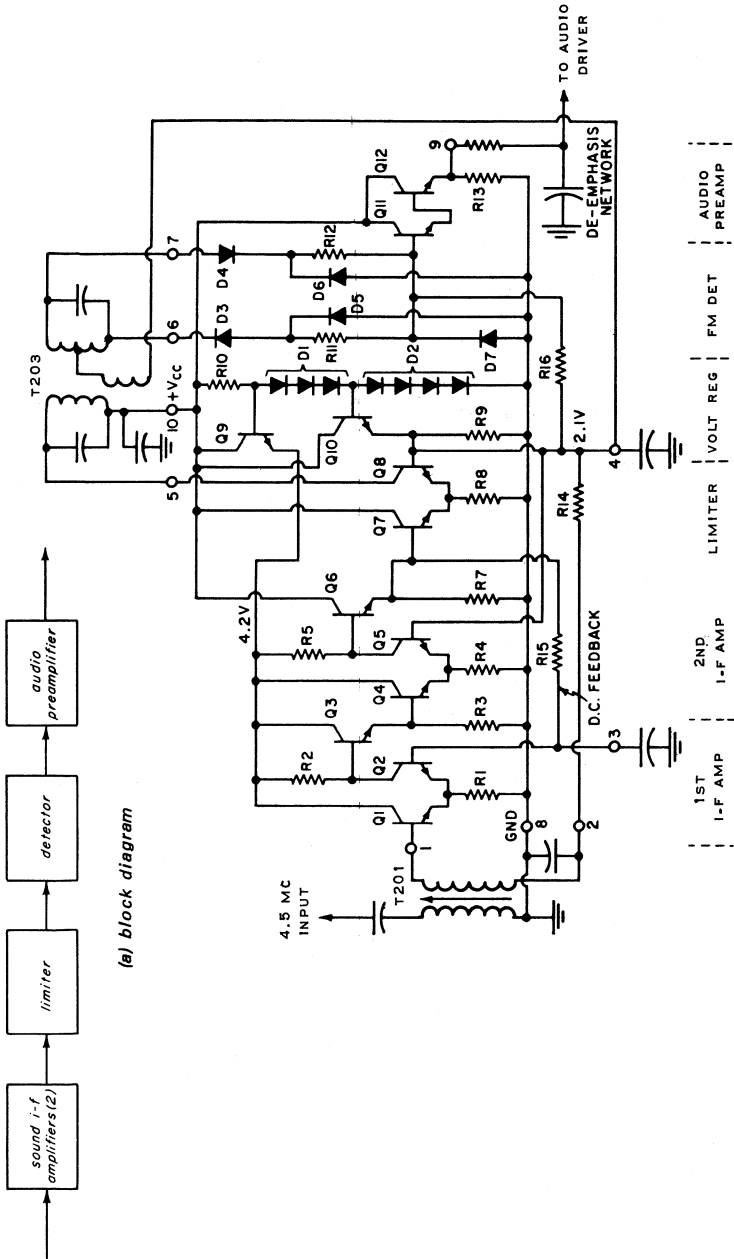 sound i-f
amplifiers(2)
limiter
detector
audio
preamplifier
(a) block diagram
T203
5
10 +VCC
6
7
4.2V
Q9
R10
D1
D2
D3
D4
D5
D6
D7
R11
R12
Q11
Q12
9
TO AUDIO
DRIVER
4.5 MC
INPUT
T201
1
Q1
Q2
R2
Q3
Q4
Q5
R5
Q6
Q7
Q8
Q10
R1
R3
R4
R7
R8
R9
R13
GND
8
2
3
R15
D.C. FEEDBACK
R14
2.1V
4
R16
DE-EMPHASIS
NETWORK
1ST
I-F AMP
2ND
I-F AMP
LIMITER
VOLT REG
FM DET
AUDIO
PREAMP